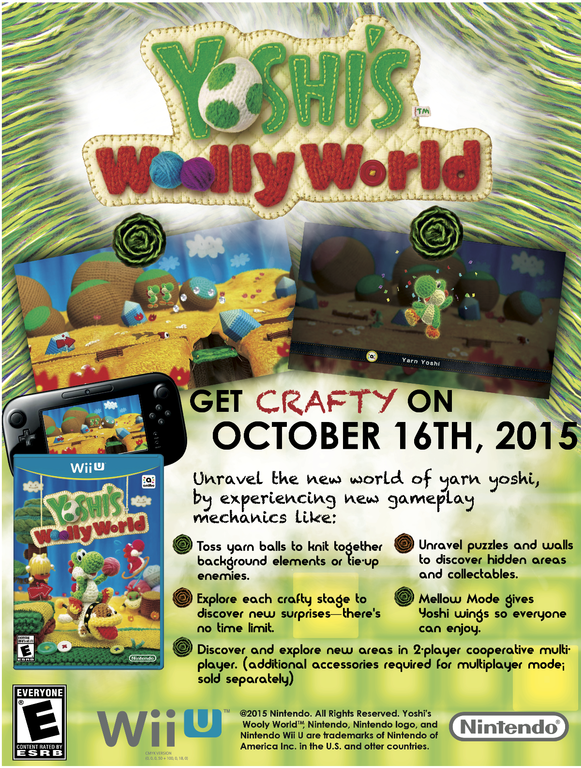 YOSHI'S
TM
Woolly World
Yarn Yoshi
GET CRAFTY ON
OCTOBER 16TH, 2015
Wii U
YOSHI'S
Woolly World
EVERYONE
E
ESRB
Nintendo
Unravel the new world of yarn yoshi,
by experiencing new gameplay
mechanics like:
Toss yarn balls to knit together
background elements or tie-up
enemies.
Unravel puzzles and walls
to discover hidden areas
and collectables.
Explore each crafty stage to
discover new surprises—there's
no time limit.
Mellow Mode gives
Yoshi wings so everyone
can enjoy.
Discover and explore new areas in 2-player cooperative multi-
player. (additional accessories required for multiplayer mode;
sold separately)
EVERYONE
E
CONTENT RATED BY
ESRB
Wii U™
@2015 Nintendo. All Rights Reserved. Yoshi's
Wooly World™, Nintendo, Nintendo logo, and
Nintendo Wii U are trademarks of Nintendo of
America Inc. in the U.S. and otter countries.
Nintendo®